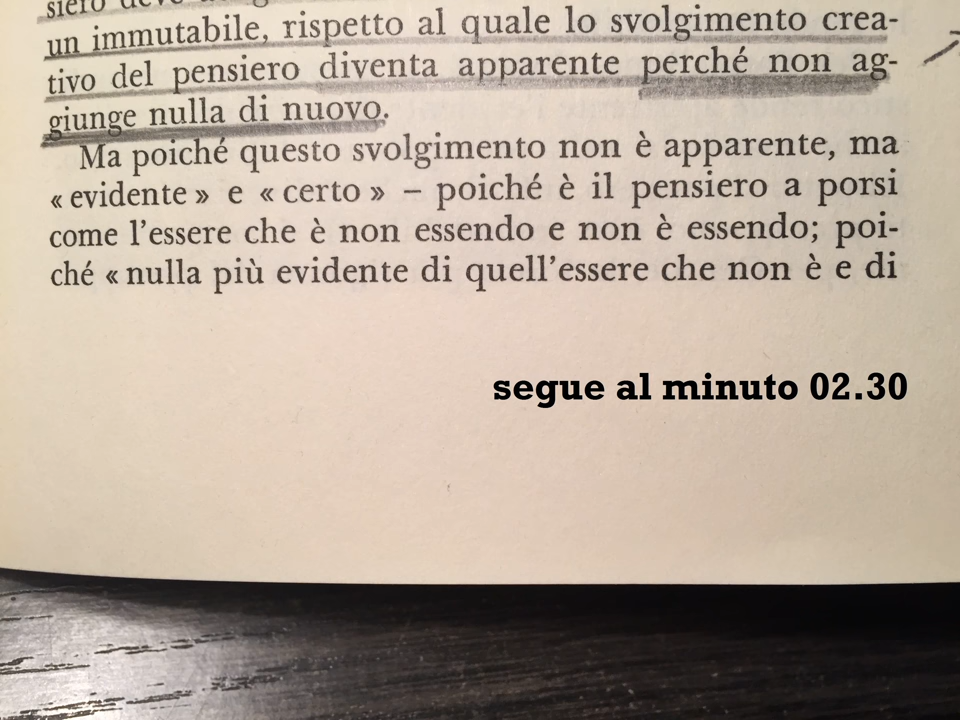 siero deve
un immutabile, rispetto al quale lo svolgimento crea-
tivo del pensiero diventa apparente perché non ag-
giunge nulla di nuovo.
Ma poiché questo svolgimento non è apparente, ma
« evidente » e « certo » – poiché è il pensiero a porsi
come l'essere che è non essendo e non è essendo; poi-
ché « nulla più evidente di quell'essere che non è e di
segue al minuto 02.30